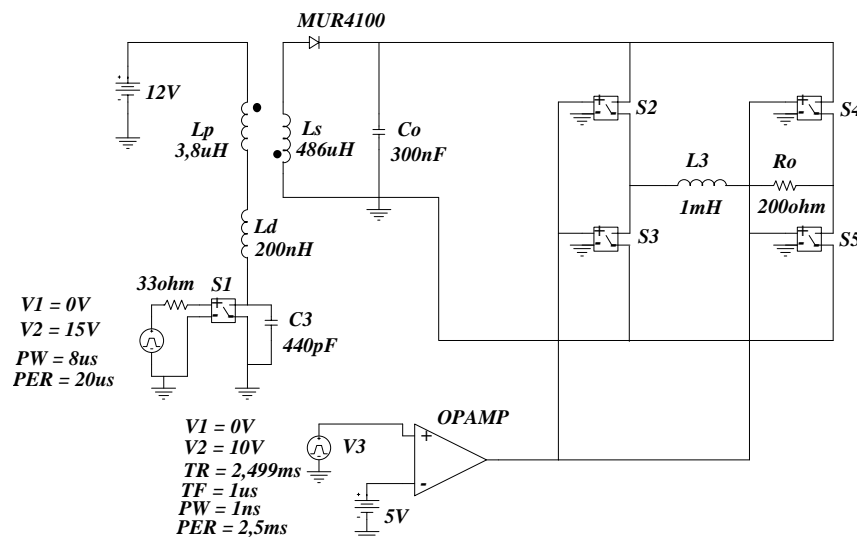 MUR4100
12V
Lp
3,8uH
Ls
486uH
Co
300nF
S2
S4
L3
1mH
Ro
200ohm
S3
S5
Ld
200nH
33ohm
S1
C3
440pF
V1 = 0V
V2 = 15V
PW = 8us
PER = 20us
V1 = 0V
V2 = 10V
TR = 2,499ms
TF = 1us
PW = 1ns
PER = 2,5ms
V3
OPAMP
5V